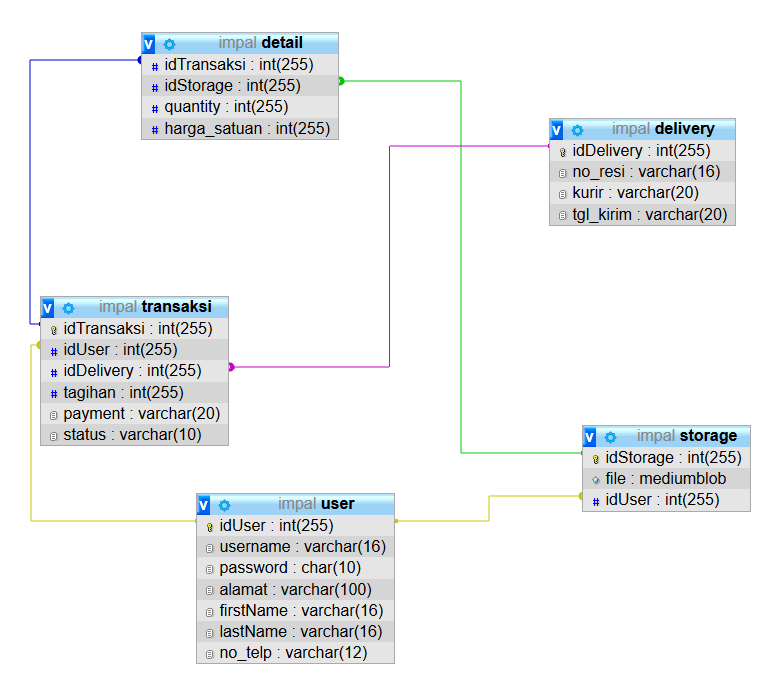 impal detail
idTransaksi : int(255)
idStorage : int(255)
quantity : int(255)
harga_satuan : int(255)
impal delivery
idDelivery : int(255)
no_resi : varchar(16)
kurir : varchar(20)
tgl_kirim : varchar(20)
impal transaksi
idTransaksi : int(255)
idUser : int(255)
idDelivery : int(255)
tagihan : int(255)
payment : varchar(20)
status : varchar(10)
impal storage
idStorage : int(255)
file : mediumblob
idUser : int(255)
impal user
idUser : int(255)
username : varchar(16)
password : char(10)
alamat : varchar(100)
firstName : varchar(16)
lastName : varchar(16)
no_telp : varchar(12)